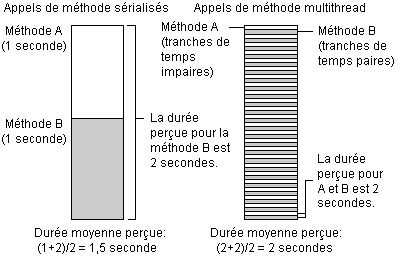 Appels de méthode sérialisés
Méthode A
(1 seconde)
Méthode B
(1 seconde)
La durée
perçue pour la
méthode B est
2 secondes.
Durée moyenne perçue:
(1+2)/2 = 1,5 seconde
Appels de méthode multithread
Méthode A
(tranches de
temps
impaires)
Méthode B
(tranches de
temps paires)
La durée
perçue pour
A et B est 2
secondes.
Durée moyenne perçue:
(2+2)/2 = 2 secondes